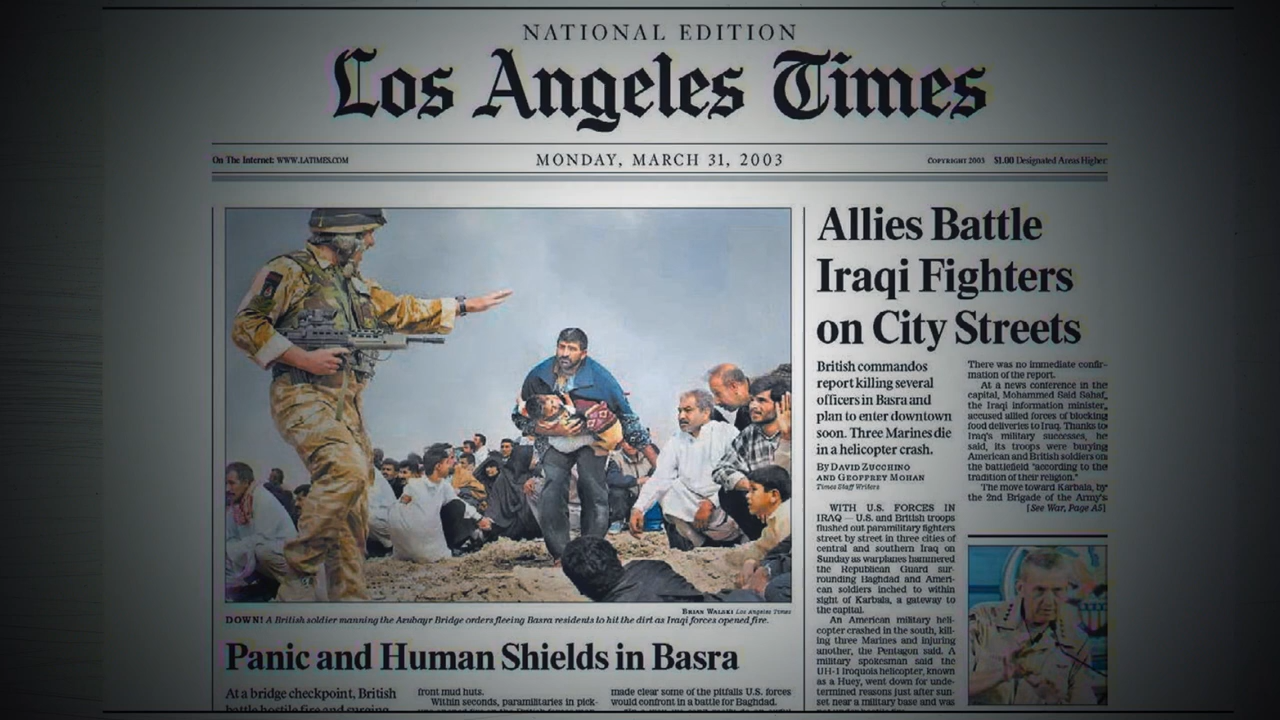 NATIONAL EDITION
Los Angeles Times
On The Internet: WWW.LATIMES.COM
MONDAY, MARCH 31, 2003
COPYRIGHT 2003 $1.00 Designated Areas Higher
BRIAN WALSKI Los Angeles Times
DOWN! A British soldier manning the Azubayr Bridge orders fleeing Basra residents to hit the dirt as Iraqi forces opened fire.
Panic and Human Shields in Basra
At a bridge checkpoint, British
battle hostile fire and surging
front mud huts.
Within seconds, paramilitaries in pick-
made clear some of the pitfalls U.S. forces
would confront in a battle for Baghdad.
Allies Battle
Iraqi Fighters
on City Streets
British commandos
report killing several
officers in Basra and
plan to enter downtown
soon. Three Marines die
in a helicopter crash.
BY DAVID ZUCCHINO
AND GEOFFREY MOHAN
Times Staff Writers
WITH U.S. FORCES IN
IRAQ — U.S. and British troops
flushed out paramilitary fighters
street by street in three cities of
central and southern Iraq on
Sunday as warplanes hammered
the Republican Guard sur-
rounding Baghdad and Ameri-
can soldiers inched to within
sight of Karbala, a gateway to
the capital.
An American military heli-
copter crashed in the south, kill-
ing three Marines and injuring
another, the Pentagon said. A
military spokesman said the
UH-1 Iroquois helicopter, known
as a Huey, went down for unde-
termined reasons just after sun-
set near a military base and was
There was no immediate confir-
mation of the report.
At a news conference in the
capital, Mohammed Said Sahaf,
the Iraqi information minister,
accused allied forces of blocking
food deliveries to Iraq. Thanks to
Iraq's military successes, he
said, its troops were burying
American and British soldiers on
the battlefield "according to the
tradition of their religion."
The move toward Karbala, by
the 2nd Brigade of the Army's
[See War, Page A5]